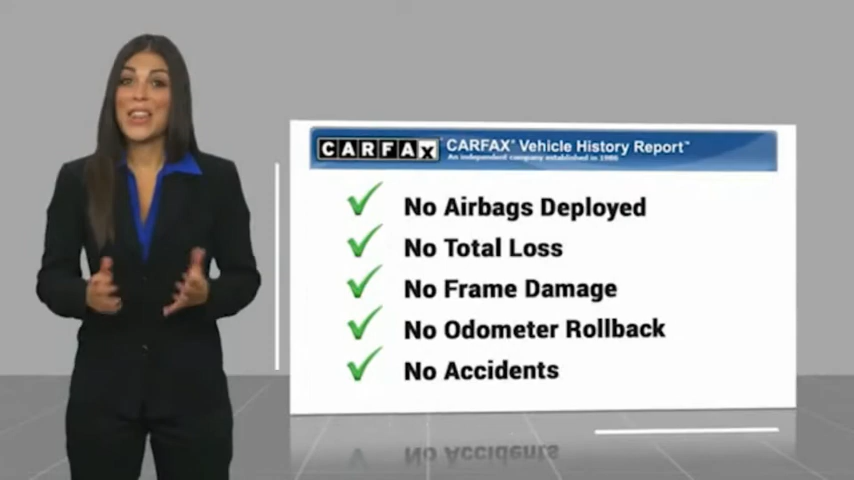 CARFAX CARFAX® Vehicle History Report™
An independent company established in 1986
No Airbags Deployed
No Total Loss
No Frame Damage
No Odometer Rollback
No Accidents
No Accidents